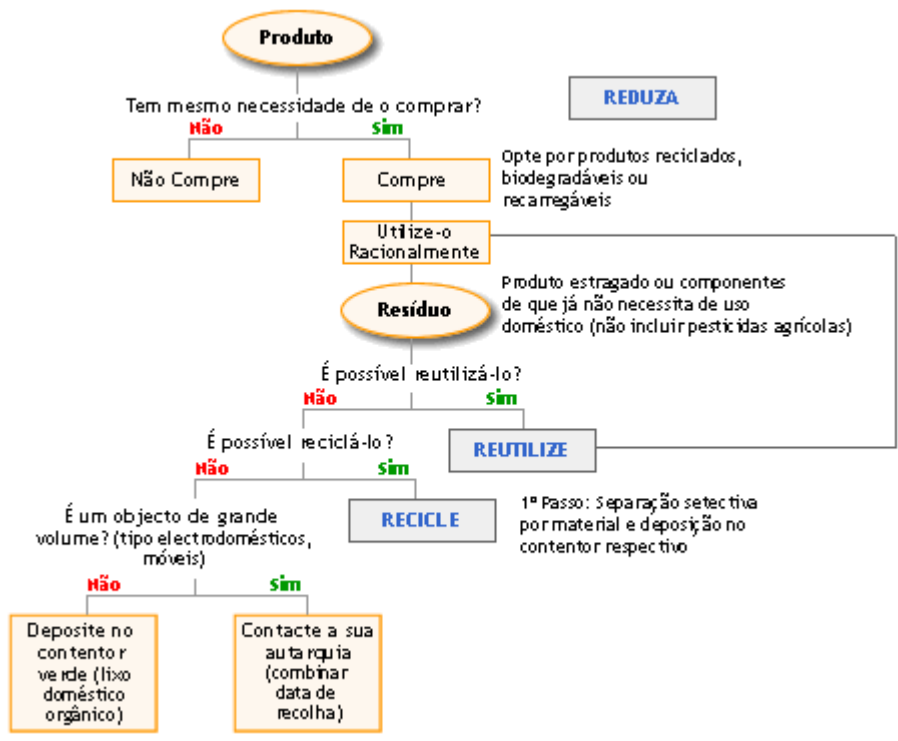 Produto
Tem mesmo necessidade de o comprar?
REDUZA
Não
Sim
Não Compre
Compre
Opte por produtos reciclados,
biodegradáveis ou
recarregáveis
Utilize-o
Racionalmente
Resíduo
Produto estragado ou componentes
de que já não necessita de uso
doméstico (não incluir pesticidas agrícolas)
É possível reutilizá-lo?
Não
Sim
É possível reciclá-lo?
REUTILIZE
Não
Sim
RECICLE
1º Passo: Separação setectiva
por material e deposição no
contentor respectivo
É um objecto de grande
volume? (tipo electrodomésticos,
móveis)
Não
Sim
Deposite no
contentor
verde (lixo
doméstico
orgânico)
Contacte a sua
autarquia
(combinar
data de
recolha)